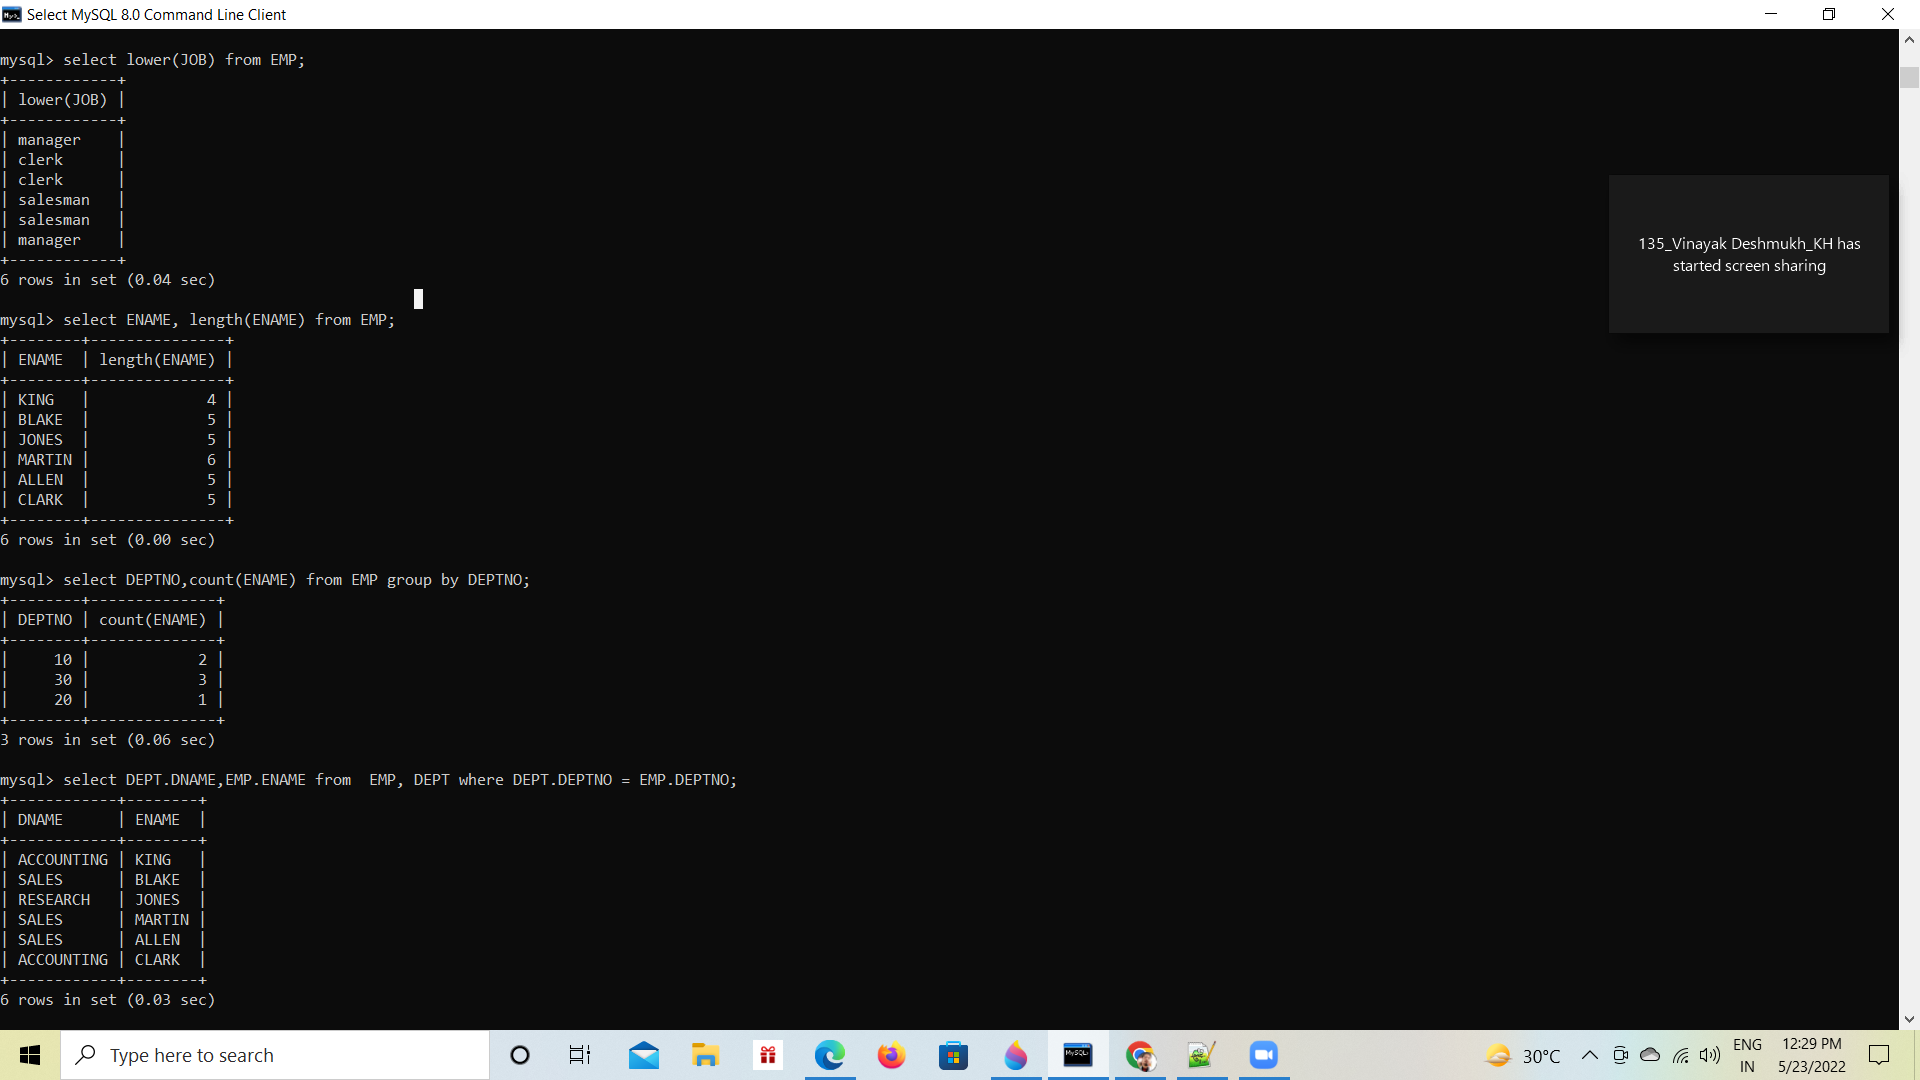 Select MySQL 8.0 Command Line Client
mysql> select lower(JOB) from EMP;
+------------+
| lower(JOB) |
+------------+
| manager    |
| clerk      |
| clerk      |
| salesman   |
| salesman   |
| manager    |
+------------+
6 rows in set (0.04 sec)
mysql> select ENAME, length(ENAME) from EMP;
+--------+---------------+
| ENAME  | length(ENAME) |
+--------+---------------+
| KING   |             4 |
| BLAKE  |             5 |
| JONES  |             5 |
| MARTIN |             6 |
| ALLEN  |             5 |
| CLARK  |             5 |
+--------+---------------+
6 rows in set (0.00 sec)
mysql> select DEPTNO,count(ENAME) from EMP group by DEPTNO;
+--------+--------------+
| DEPTNO | count(ENAME) |
+--------+--------------+
|     10 |            2 |
|     30 |            3 |
|     20 |            1 |
+--------+--------------+
3 rows in set (0.06 sec)
mysql> select DEPT.DNAME,EMP.ENAME from  EMP, DEPT where DEPT.DEPTNO = EMP.DEPTNO;
+------------+--------+
| DNAME      | ENAME  |
+------------+--------+
| ACCOUNTING | KING   |
| SALES      | BLAKE  |
| RESEARCH   | JONES  |
| SALES      | MARTIN |
| SALES      | ALLEN  |
| ACCOUNTING | CLARK  |
+------------+--------+
6 rows in set (0.03 sec)
135_Vinayak Deshmukh_KH has
started screen sharing
Type here to search
MySQL
30°C
ENG
IN
12:29 PM
5/23/2022